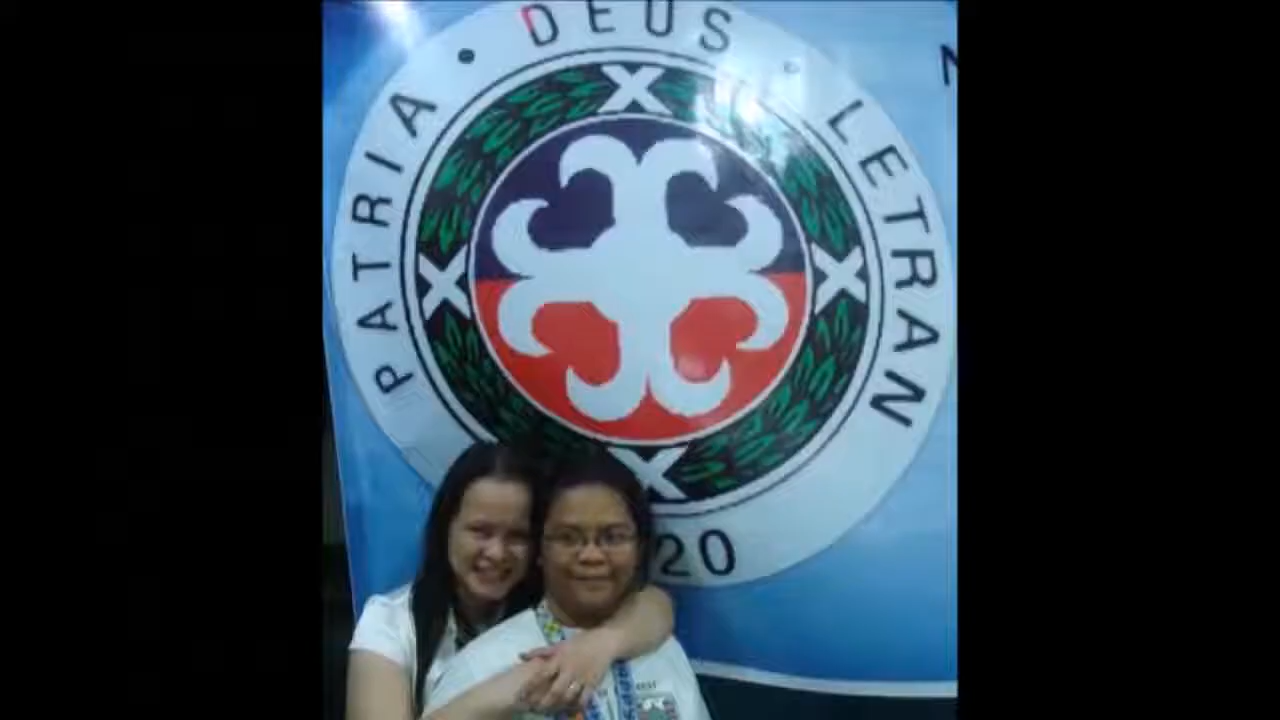 PATRIA • DEUS • LETRAN
20